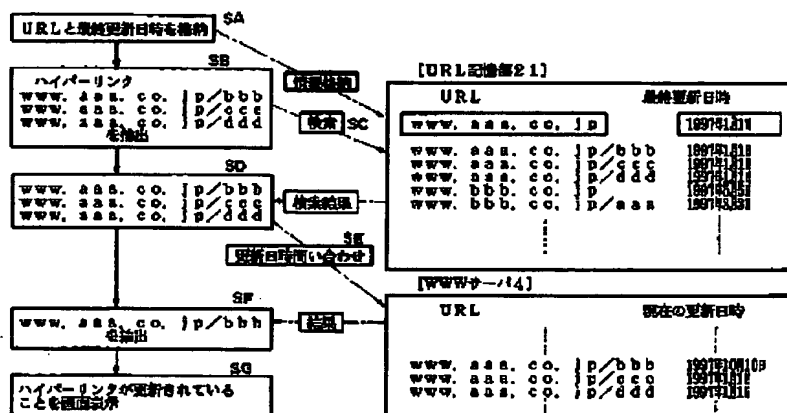 URLと最終更新日時を格納
SA
SB
ハイパーリンク
www. aaa. co. jp/bbb
www. aaa. co. jp/ccc
www. aaa. co. jp/ddd
を抽出
情報格納
検索 SC
[URL記憶部21]
URL 最終更新日時
www. aaa. co. jp
www. aaa. co. jp/bbb
www. aaa. co. jp/ccc
www. aaa. co. jp/ddd
www. bbb. co. jp
www. bbb. co. jp/aaa
SD
www. aaa. co. jp/bbb
www. aaa. co. jp/ccc
www. aaa. co. jp/ddd
検索結果
SE
更新日時問い合わせ
[WWWサーバ4]
URL 現在の更新日時
www. aaa. co. jp/bbb
www. aaa. co. jp/ccc
www. aaa. co. jp/ddd
SF
www. aaa. co. jp/bbb
を抽出
結果
SG
ハイパーリンクが更新されている
ことを画面表示